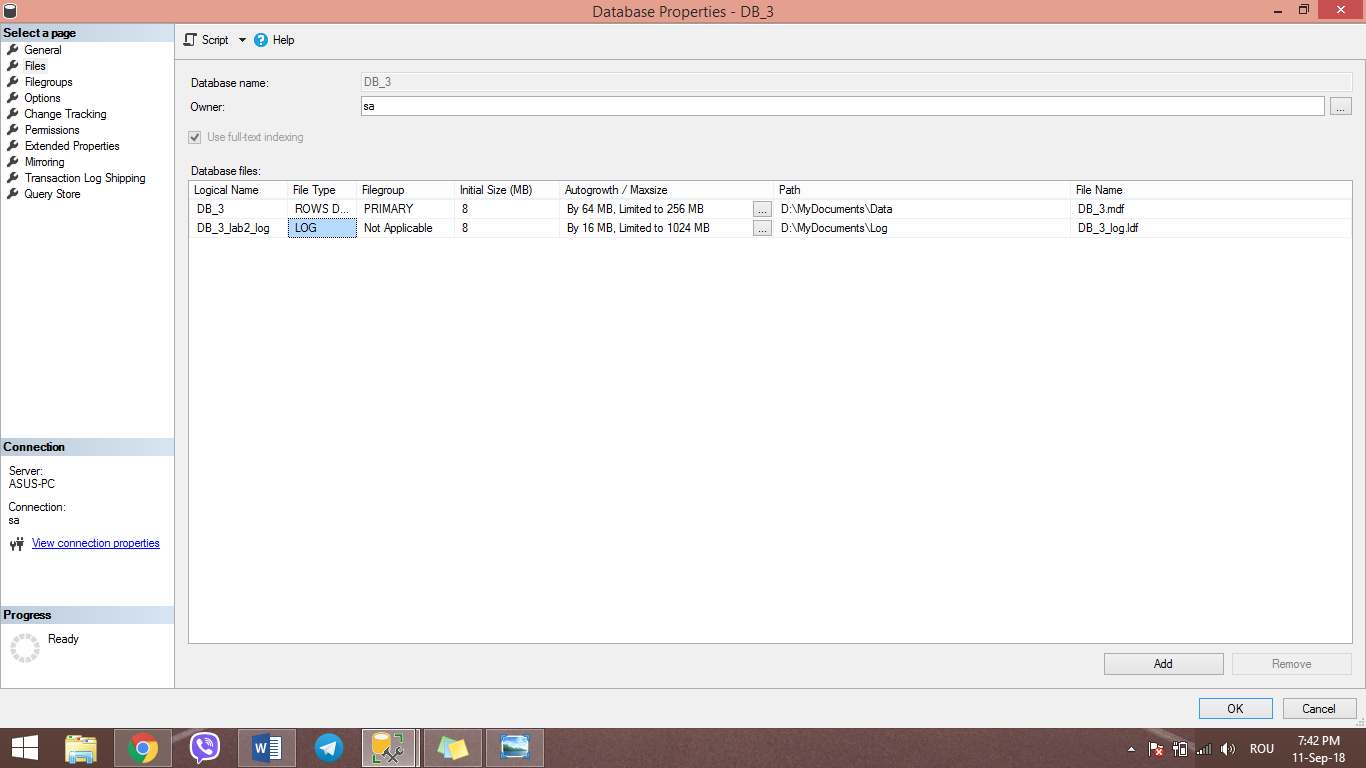 Database Properties - DB_3
Select a page
General
Files
Filegroups
Options
Change Tracking
Permissions
Extended Properties
Mirroring
Transaction Log Shipping
Query Store
Connection
Server:
ASUS-PC
Connection:
sa
View connection properties
Progress
Ready
Script Help
Database name: DB_3
Owner: sa ...
Use full-text indexing
Database files:
Logical Name File Type Filegroup Initial Size (MB) Autogrowth / Maxsize Path File Name
DB_3 ROWS D... PRIMARY 8 By 64 MB, Limited to 256 MB ... D:\MyDocuments\Data DB_3.mdf
DB_3_lab2_log LOG Not Applicable 8 By 16 MB, Limited to 1024 MB ... D:\MyDocuments\Log DB_3_log.ldf
Add Remove
OK Cancel
ROU 7:42 PM
11-Sep-18